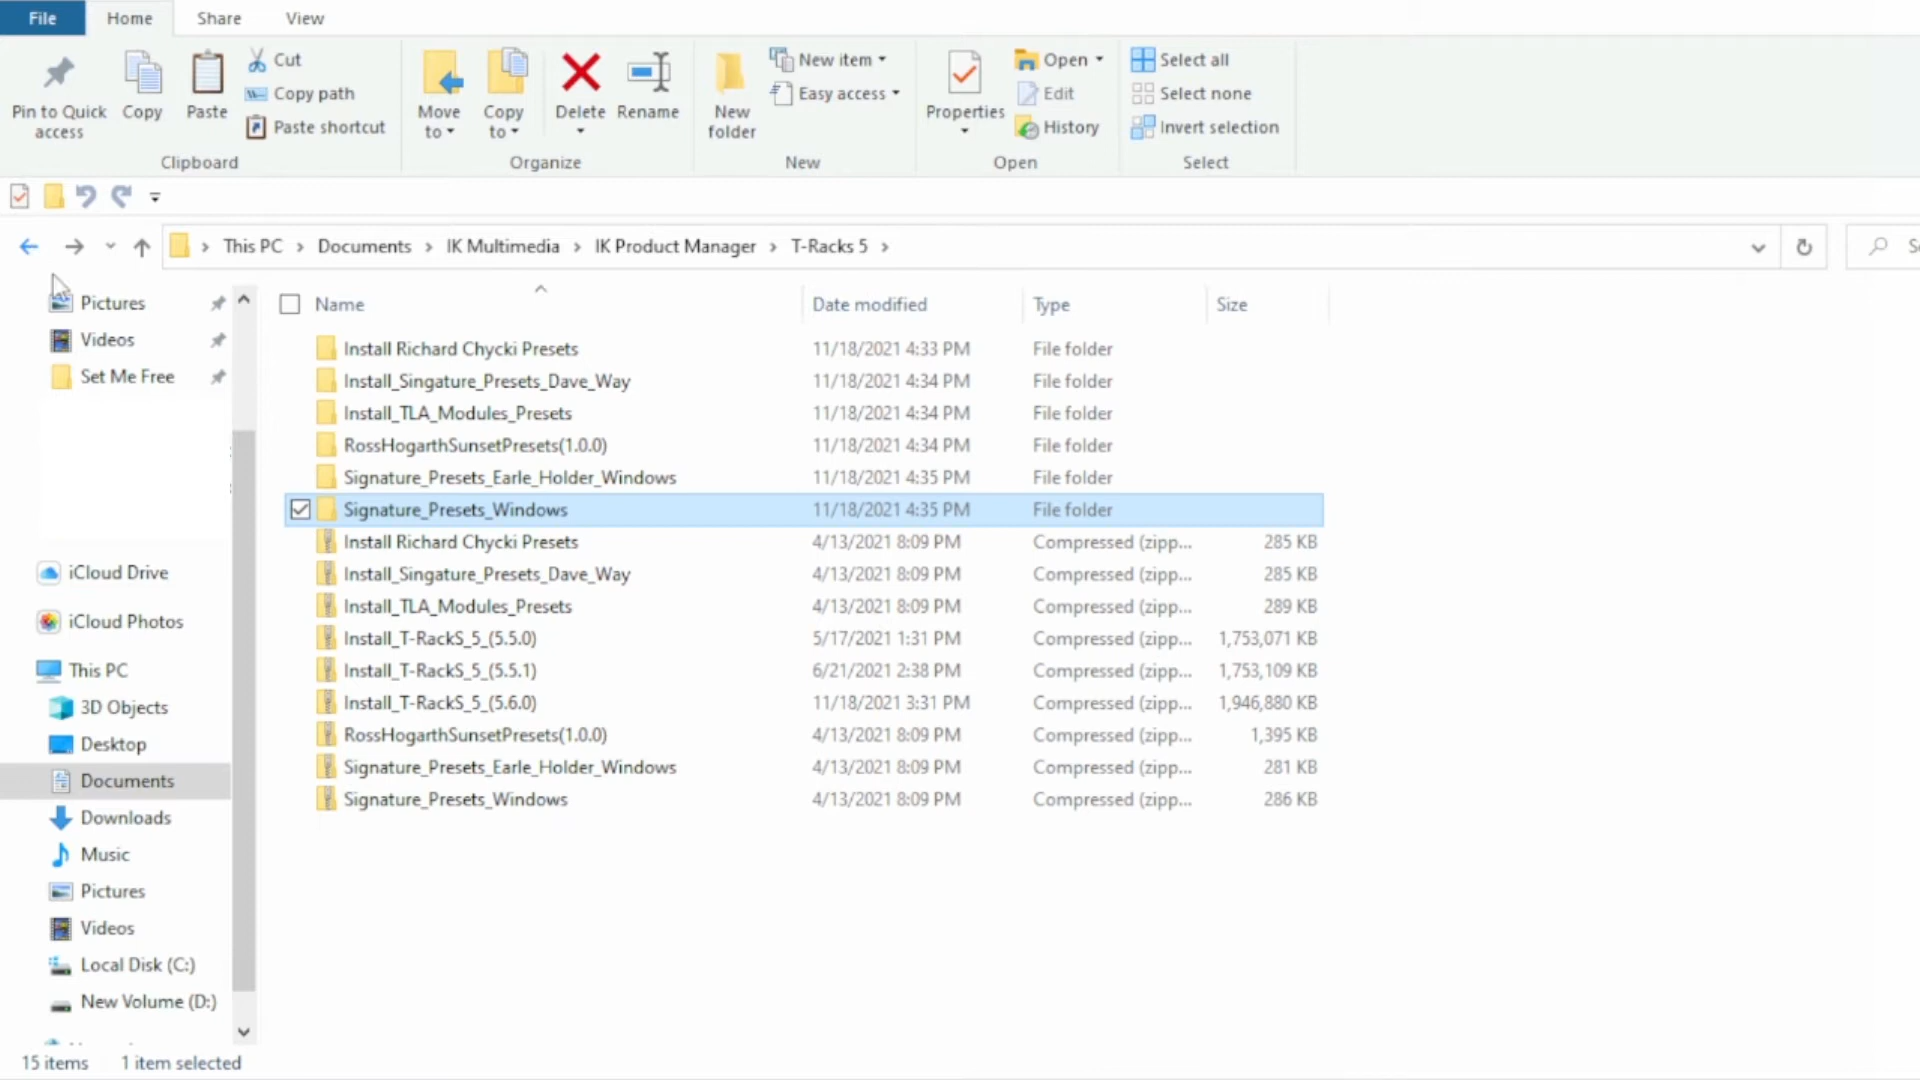 File Home Share View
Pin to Quick access
Copy
Paste
Cut
Copy path
Paste shortcut
Clipboard
Move to
Copy to
Delete
Rename
Organize
New folder
New item
Easy access
New
Properties
Open
Edit
History
Open
Select all
Select none
Invert selection
Select
This PC Documents IK Multimedia IK Product Manager T-Racks 5
Pictures
Videos
Set Me Free
iCloud Drive
iCloud Photos
This PC
3D Objects
Desktop
Documents
Downloads
Music
Pictures
Videos
Local Disk (C:)
New Volume (D:)
Name Date modified Type Size
Install Richard Chycki Presets 11/18/2021 4:33 PM File folder
Install_Singature_Presets_Dave_Way 11/18/2021 4:34 PM File folder
Install_TLA_Modules_Presets 11/18/2021 4:34 PM File folder
RossHogarthSunsetPresets(1.0.0) 11/18/2021 4:34 PM File folder
Signature_Presets_Earle_Holder_Windows 11/18/2021 4:35 PM File folder
Signature_Presets_Windows 11/18/2021 4:35 PM File folder
Install Richard Chycki Presets 4/13/2021 8:09 PM Compressed (zipp... 285 KB
Install_Singature_Presets_Dave_Way 4/13/2021 8:09 PM Compressed (zipp... 285 KB
Install_TLA_Modules_Presets 4/13/2021 8:09 PM Compressed (zipp... 289 KB
Install_T-RackS_5_(5.5.0) 5/17/2021 1:31 PM Compressed (zipp... 1,753,071 KB
Install_T-RackS_5_(5.5.1) 6/21/2021 2:38 PM Compressed (zipp... 1,753,109 KB
Install_T-RackS_5_(5.6.0) 11/18/2021 3:31 PM Compressed (zipp... 1,946,880 KB
RossHogarthSunsetPresets(1.0.0) 4/13/2021 8:09 PM Compressed (zipp... 1,395 KB
Signature_Presets_Earle_Holder_Windows 4/13/2021 8:09 PM Compressed (zipp... 281 KB
Signature_Presets_Windows 4/13/2021 8:09 PM Compressed (zipp... 286 KB
15 items 1 item selected